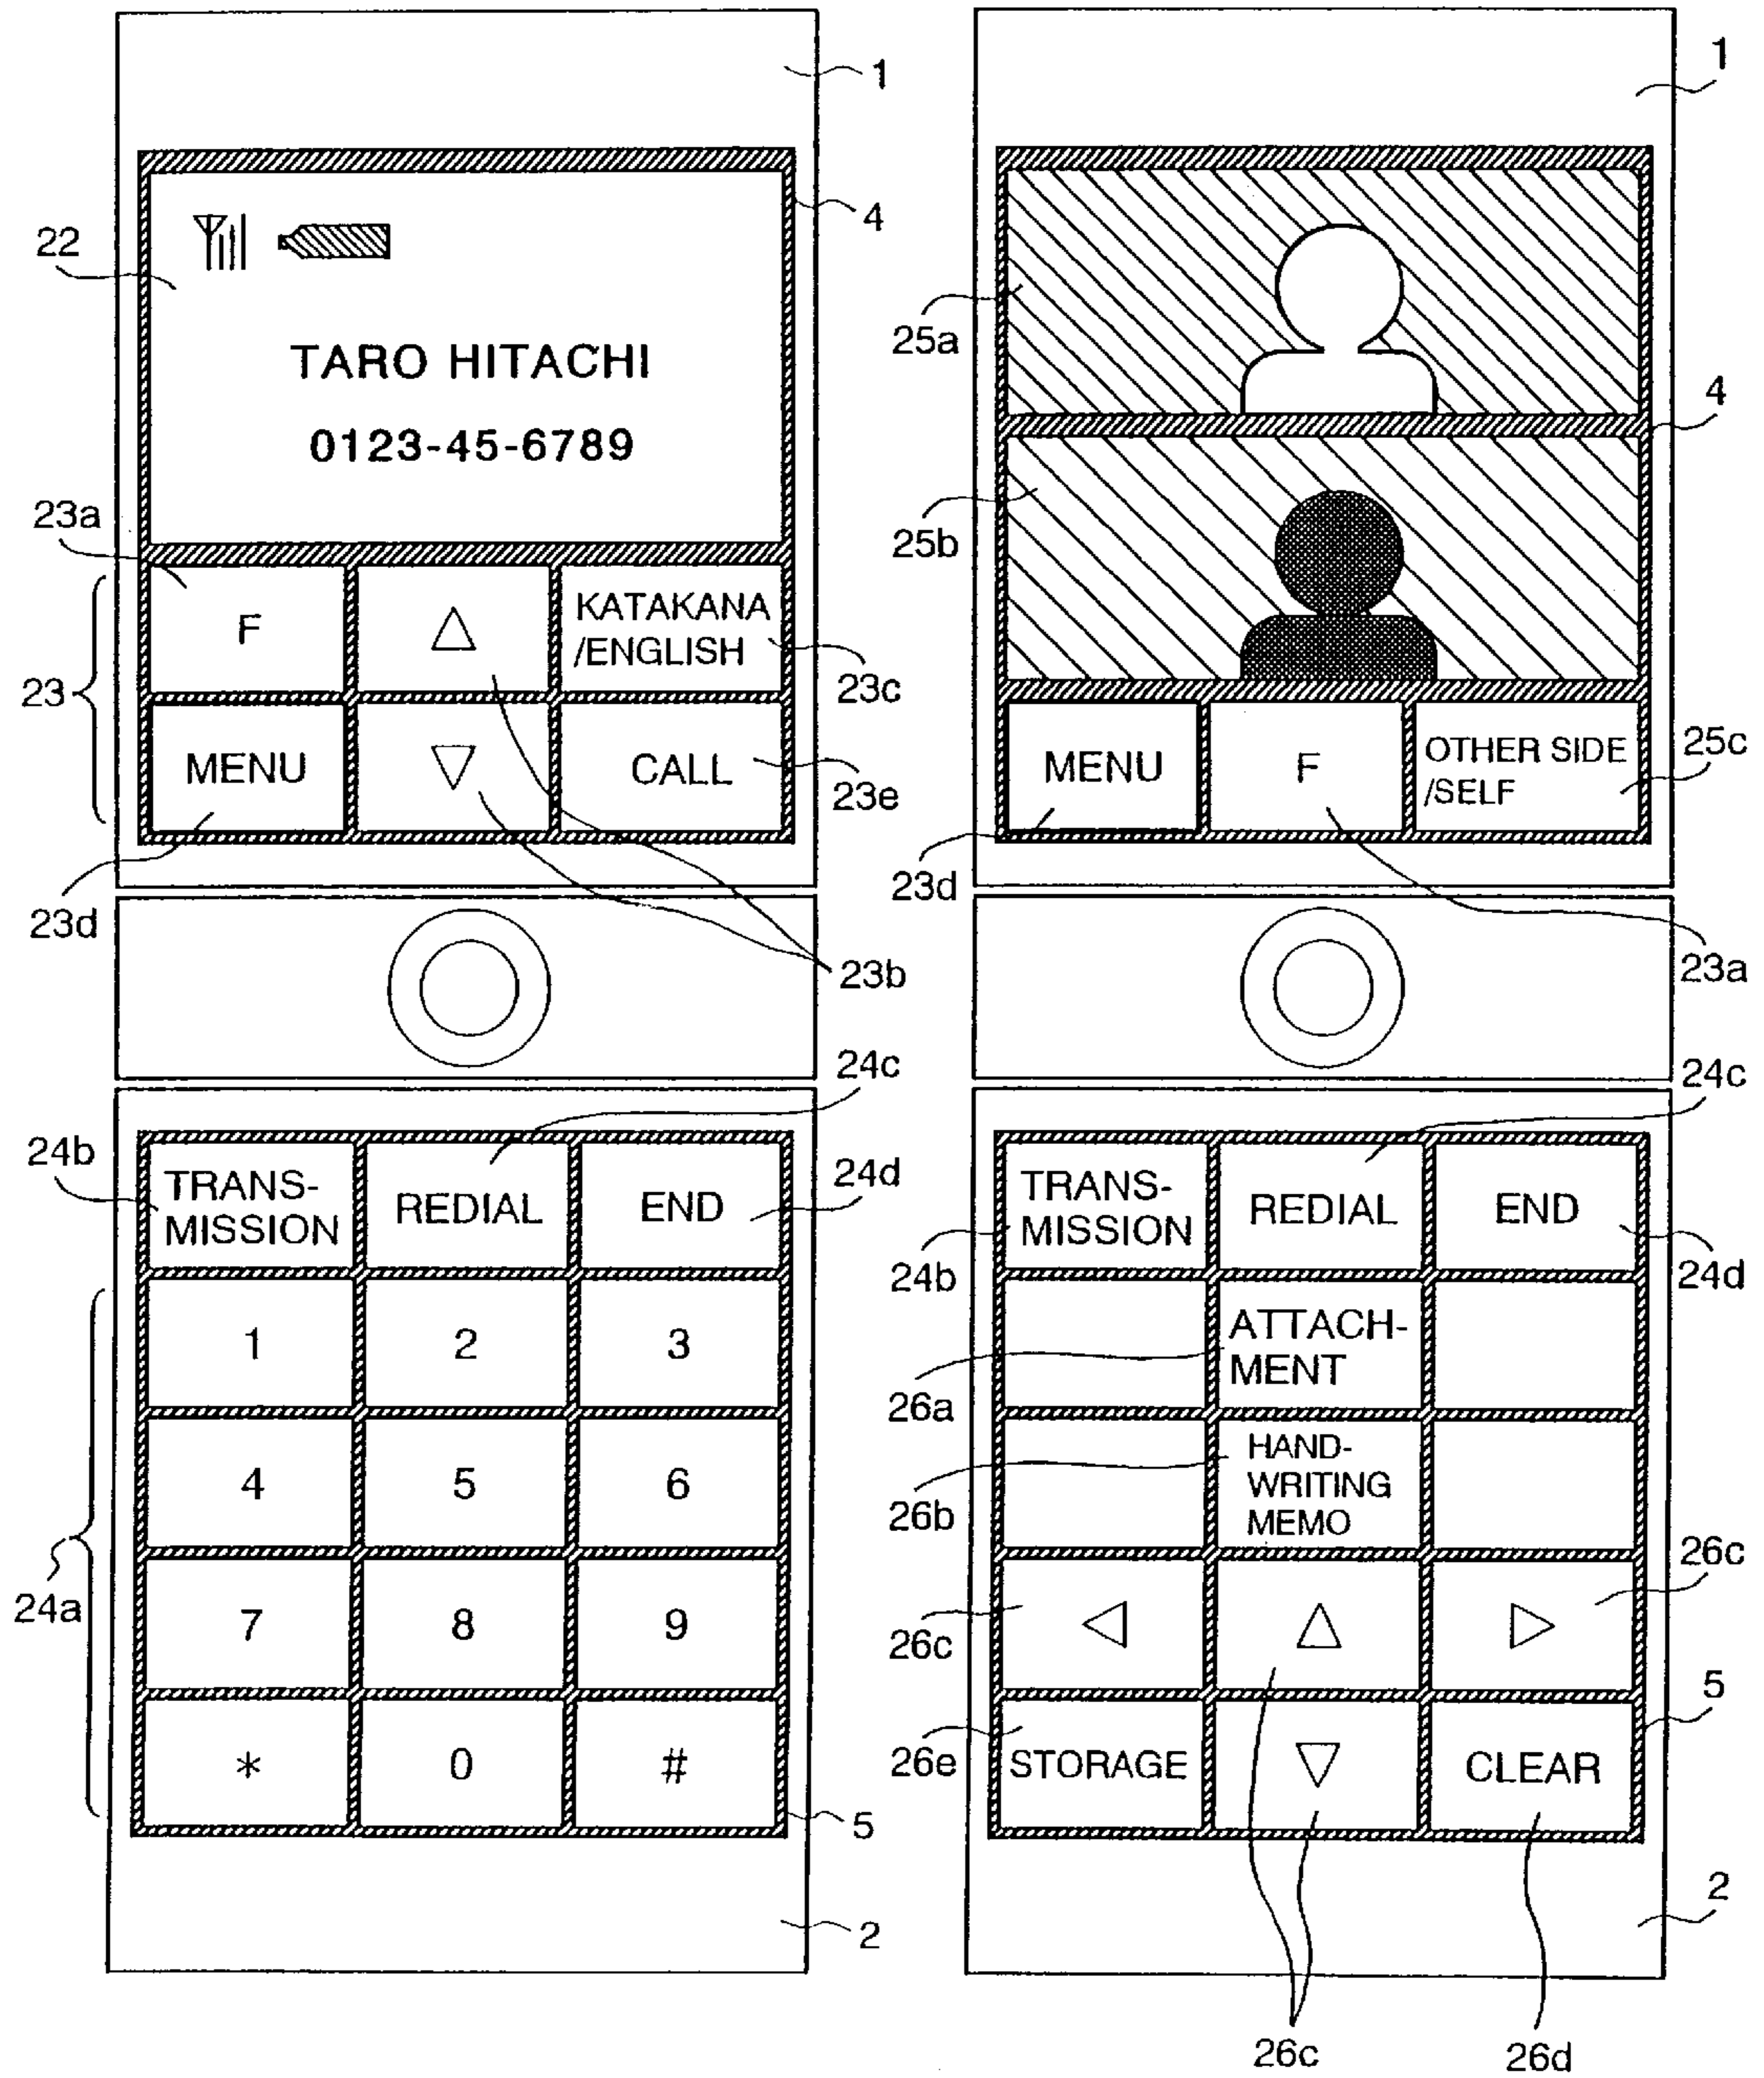 1
4
22
TARO HITACHI
0123-45-6789
23a
F
△
KATAKANA
/ENGLISH
23
23c
MENU
▽
CALL
23e
23d
23b
24c
24b
TRANS-
MISSION
REDIAL
END
24d
1
2
3
4
5
6
24a
7
8
9
*
0
#
5
2
1
25a
4
25b
MENU
F
OTHER SIDE
/SELF
25c
23d
23a
24c
TRANS-
MISSION
REDIAL
END
24b
24d
ATTACH-
MENT
26a
HAND-
WRITING
MEMO
26b
26c
◁
△
▷
26c
5
26e
STORAGE
▽
CLEAR
2
26c
26d